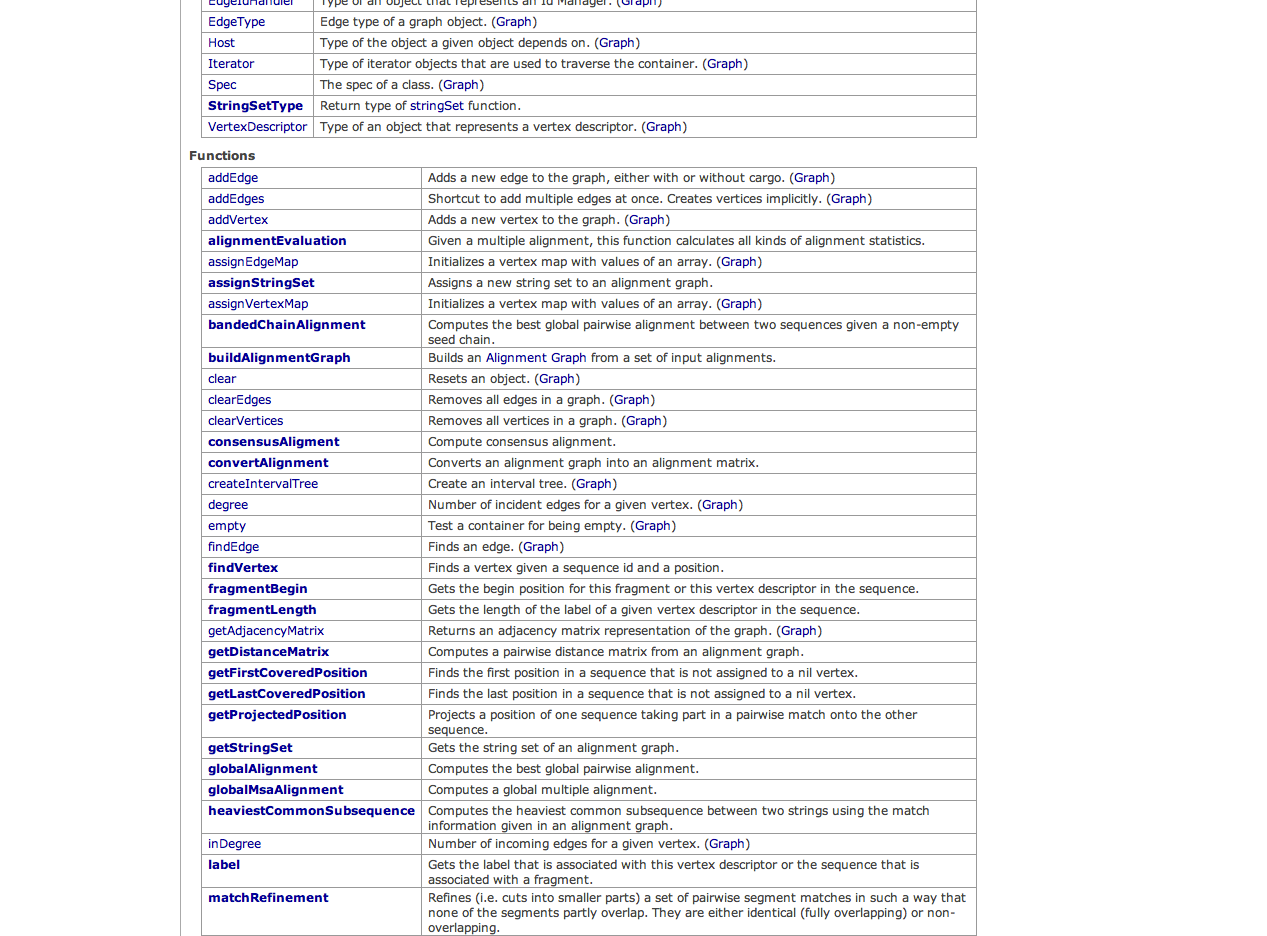 EdgeIdHandler Type of an object that represents an Id Manager. (Graph)
EdgeType Edge type of a graph object. (Graph)
Host Type of the object a given object depends on. (Graph)
Iterator Type of iterator objects that are used to traverse the container. (Graph)
Spec The spec of a class. (Graph)
StringSetType Return type of stringSet function.
VertexDescriptor Type of an object that represents a vertex descriptor. (Graph)
Functions
addEdge Adds a new edge to the graph, either with or without cargo. (Graph)
addEdges Shortcut to add multiple edges at once. Creates vertices implicitly. (Graph)
addVertex Adds a new vertex to the graph. (Graph)
alignmentEvaluation Given a multiple alignment, this function calculates all kinds of alignment statistics.
assignEdgeMap Initializes a vertex map with values of an array. (Graph)
assignStringSet Assigns a new string set to an alignment graph.
assignVertexMap Initializes a vertex map with values of an array. (Graph)
bandedChainAlignment Computes the best global pairwise alignment between two sequences given a non-empty
seed chain.
buildAlignmentGraph Builds an Alignment Graph from a set of input alignments.
clear Resets an object. (Graph)
clearEdges Removes all edges in a graph. (Graph)
clearVertices Removes all vertices in a graph. (Graph)
consensusAligment Compute consensus alignment.
convertAlignment Converts an alignment graph into an alignment matrix.
createIntervalTree Create an interval tree. (Graph)
degree Number of incident edges for a given vertex. (Graph)
empty Test a container for being empty. (Graph)
findEdge Finds an edge. (Graph)
findVertex Finds a vertex given a sequence id and a position.
fragmentBegin Gets the begin position for this fragment or this vertex descriptor in the sequence.
fragmentLength Gets the length of the label of a given vertex descriptor in the sequence.
getAdjacencyMatrix Returns an adjacency matrix representation of the graph. (Graph)
getDistanceMatrix Computes a pairwise distance matrix from an alignment graph.
getFirstCoveredPosition Finds the first position in a sequence that is not assigned to a nil vertex.
getLastCoveredPosition Finds the last position in a sequence that is not assigned to a nil vertex.
getProjectedPosition Projects a position of one sequence taking part in a pairwise match onto the other
sequence.
getStringSet Gets the string set of an alignment graph.
globalAlignment Computes the best global pairwise alignment.
globalMsaAlignment Computes a global multiple alignment.
heaviestCommonSubsequence Computes the heaviest common subsequence between two strings using the match
information given in an alignment graph.
inDegree Number of incoming edges for a given vertex. (Graph)
label Gets the label that is associated with this vertex descriptor or the sequence that is
associated with a fragment.
matchRefinement Refines (i.e. cuts into smaller parts) a set of pairwise segment matches in such a way that
none of the segments partly overlap. They are either identical (fully overlapping) or non-
overlapping.